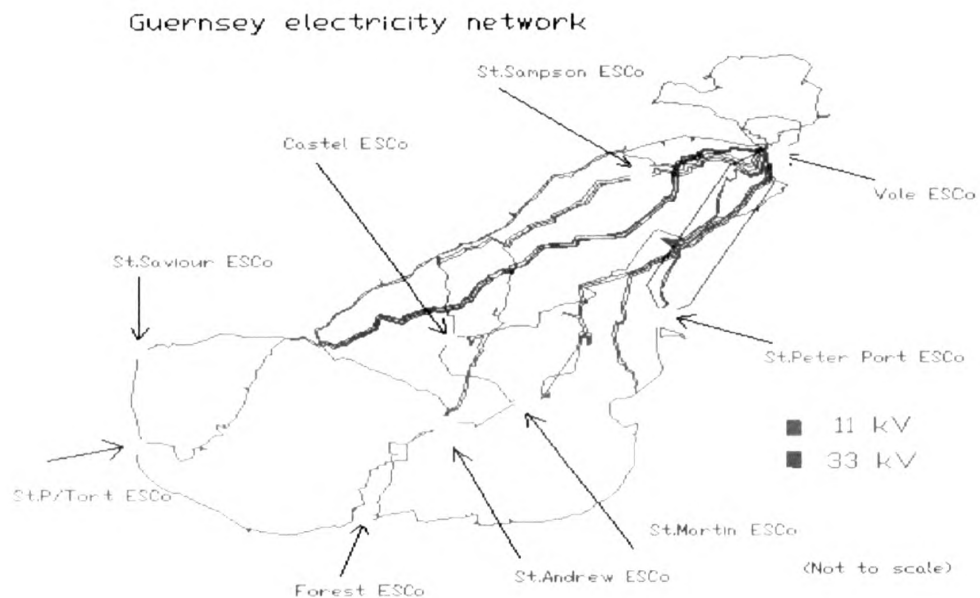 Guernsey electricity network
St.Sampson ESCo
Castel ESCo
Vale ESCo
St.Saviour ESCo
St.Peter Port ESCo
11 kV
33 kV
St.P/Tort ESCo
St.Martin ESCo
St.Andrew ESCo
(Not to scale)
Forest ESCo